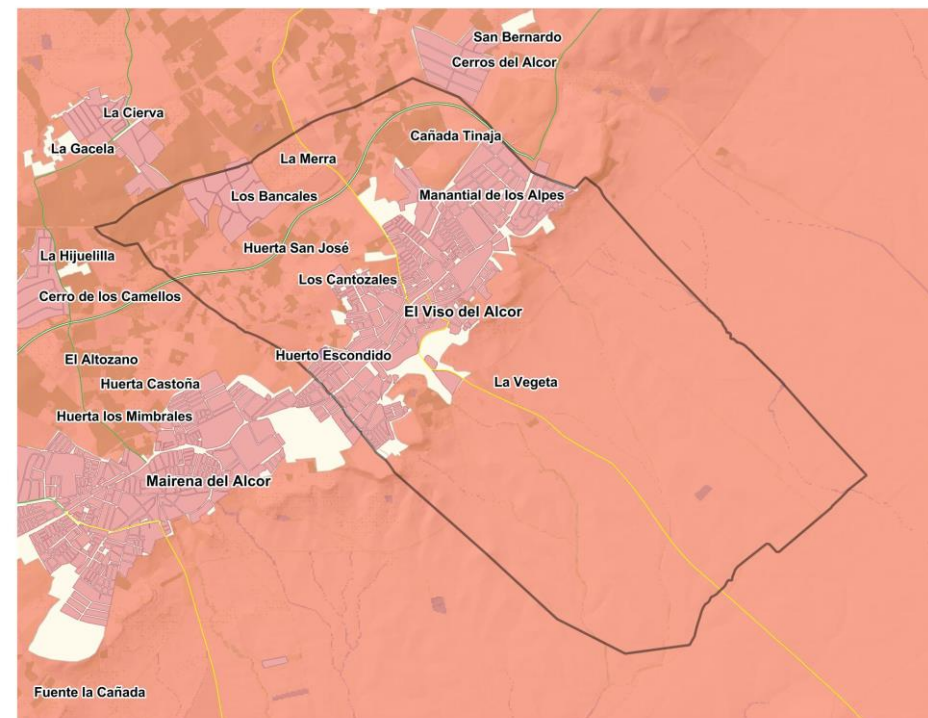 San Bernardo
Cerros del Alcor
La Cierva
Cañada Tinaja
La Gacela
La Merra
Los Bancales
Manantial de los Alpes
Huerta San José
La Hijuelilla
Los Cantozales
Cerro de los Camellos
El Viso del Alcor
Huerto Escondido
El Altozano
Huerta Castoña
La Vegeta
Huerta los Mimbrales
Mairena del Alcor
Fuente la Cañada